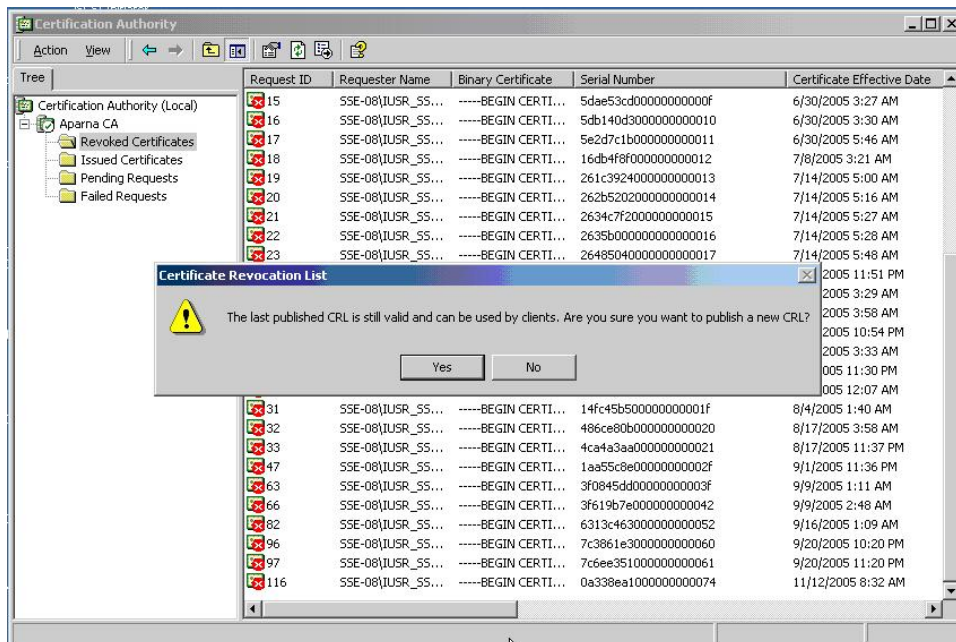 Certification Authority
Action View
Tree
Request ID Requester Name Binary Certificate Serial Number Certificate Effective Date
Certification Authority (Local)
Aparna CA
Revoked Certificates
Issued Certificates
Pending Requests
Failed Requests
15 SSE-08\IUSR_SS... -----BEGIN CERTI... 5dae53cd00000000000f 6/30/2005 3:27 AM
16 SSE-08\IUSR_SS... -----BEGIN CERTI... 5db140d3000000000010 6/30/2005 3:30 AM
17 SSE-08\IUSR_SS... -----BEGIN CERTI... 5e2d7c1b000000000011 6/30/2005 5:46 AM
18 SSE-08\IUSR_SS... -----BEGIN CERTI... 16db4f8f000000000012 7/8/2005 3:21 AM
19 SSE-08\IUSR_SS... -----BEGIN CERTI... 261c3924000000000013 7/14/2005 5:00 AM
20 SSE-08\IUSR_SS... -----BEGIN CERTI... 262b5202000000000014 7/14/2005 5:16 AM
21 SSE-08\IUSR_SS... -----BEGIN CERTI... 2634c7f2000000000015 7/14/2005 5:27 AM
22 SSE-08\IUSR_SS... -----BEGIN CERTI... 2635b000000000000016 7/14/2005 5:28 AM
23 SSE-08\IUSR_SS... -----BEGIN CERTI... 26485040000000000017 7/14/2005 5:48 AM
2005 11:51 PM
2005 3:29 AM
2005 3:58 AM
2005 10:54 PM
2005 3:33 AM
005 11:30 PM
005 12:07 AM
Certificate Revocation List
The last published CRL is still valid and can be used by clients. Are you sure you want to publish a new CRL?
Yes No
31 SSE-08\IUSR_SS... -----BEGIN CERTI... 14fc45b500000000001f 8/4/2005 1:40 AM
32 SSE-08\IUSR_SS... -----BEGIN CERTI... 486ce80b000000000020 8/17/2005 3:58 AM
33 SSE-08\IUSR_SS... -----BEGIN CERTI... 4ca4a3aa000000000021 8/17/2005 11:37 PM
47 SSE-08\IUSR_SS... -----BEGIN CERTI... 1aa55c8e00000000002f 9/1/2005 11:36 PM
63 SSE-08\IUSR_SS... -----BEGIN CERTI... 3f0845dd00000000003f 9/9/2005 1:11 AM
66 SSE-08\IUSR_SS... -----BEGIN CERTI... 3f619b7e000000000042 9/9/2005 2:48 AM
82 SSE-08\IUSR_SS... -----BEGIN CERTI... 6313c463000000000052 9/16/2005 1:09 AM
96 SSE-08\IUSR_SS... -----BEGIN CERTI... 7c3861e3000000000060 9/20/2005 10:20 PM
97 SSE-08\IUSR_SS... -----BEGIN CERTI... 7c6ee351000000000061 9/20/2005 11:20 PM
116 SSE-08\IUSR_SS... -----BEGIN CERTI... 0a338ea1000000000074 11/12/2005 8:32 AM